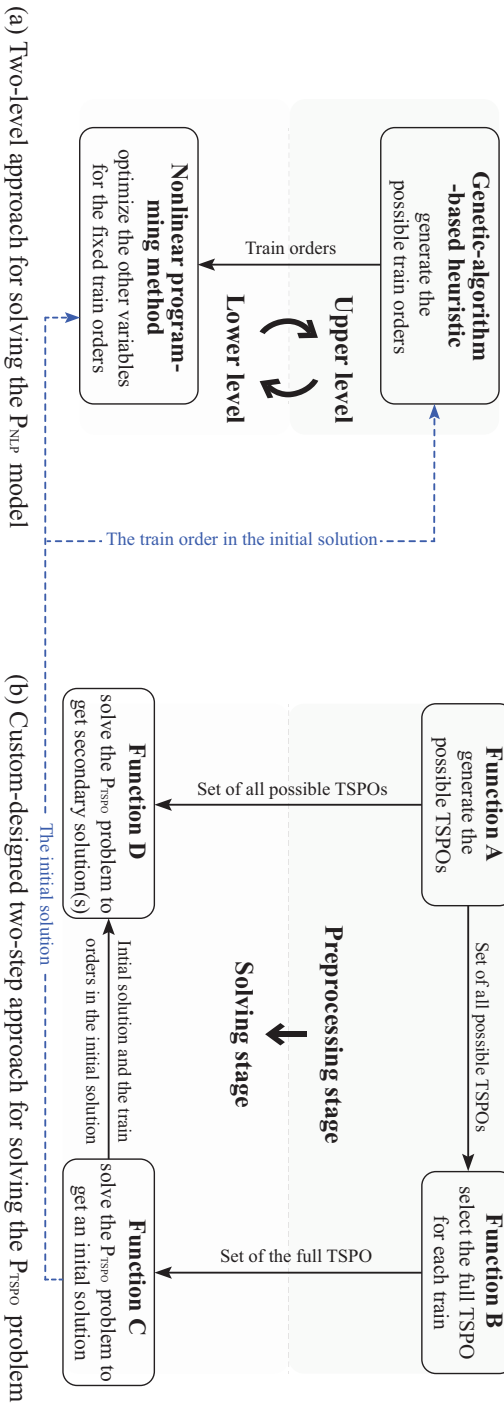 Genetic-algorithm
-based heuristic
generate the
possible train orders
Train orders
Upper level
Lower level
Nonlinear program-
ming method
optimize the other variables
for the fixed train orders
The train order in the initial solution
(a) Two-level approach for solving the PNLP model
Function A
generate the
possible TSPOs
Set of all possible TSPOs
Function B
select the full TSPO
for each train
Set of all possible TSPOs
Preprocessing stage
Solving stage
Set of the full TSPO
Function D
solve the PTSPO problem to
get secondary solution(s)
Intial solution and the train
orders in the initial solution
Function C
solve the PTSPO problem to
get an inital solution
The initial solution
(b) Custom-designed two-step approach for solving the PTSPO problem